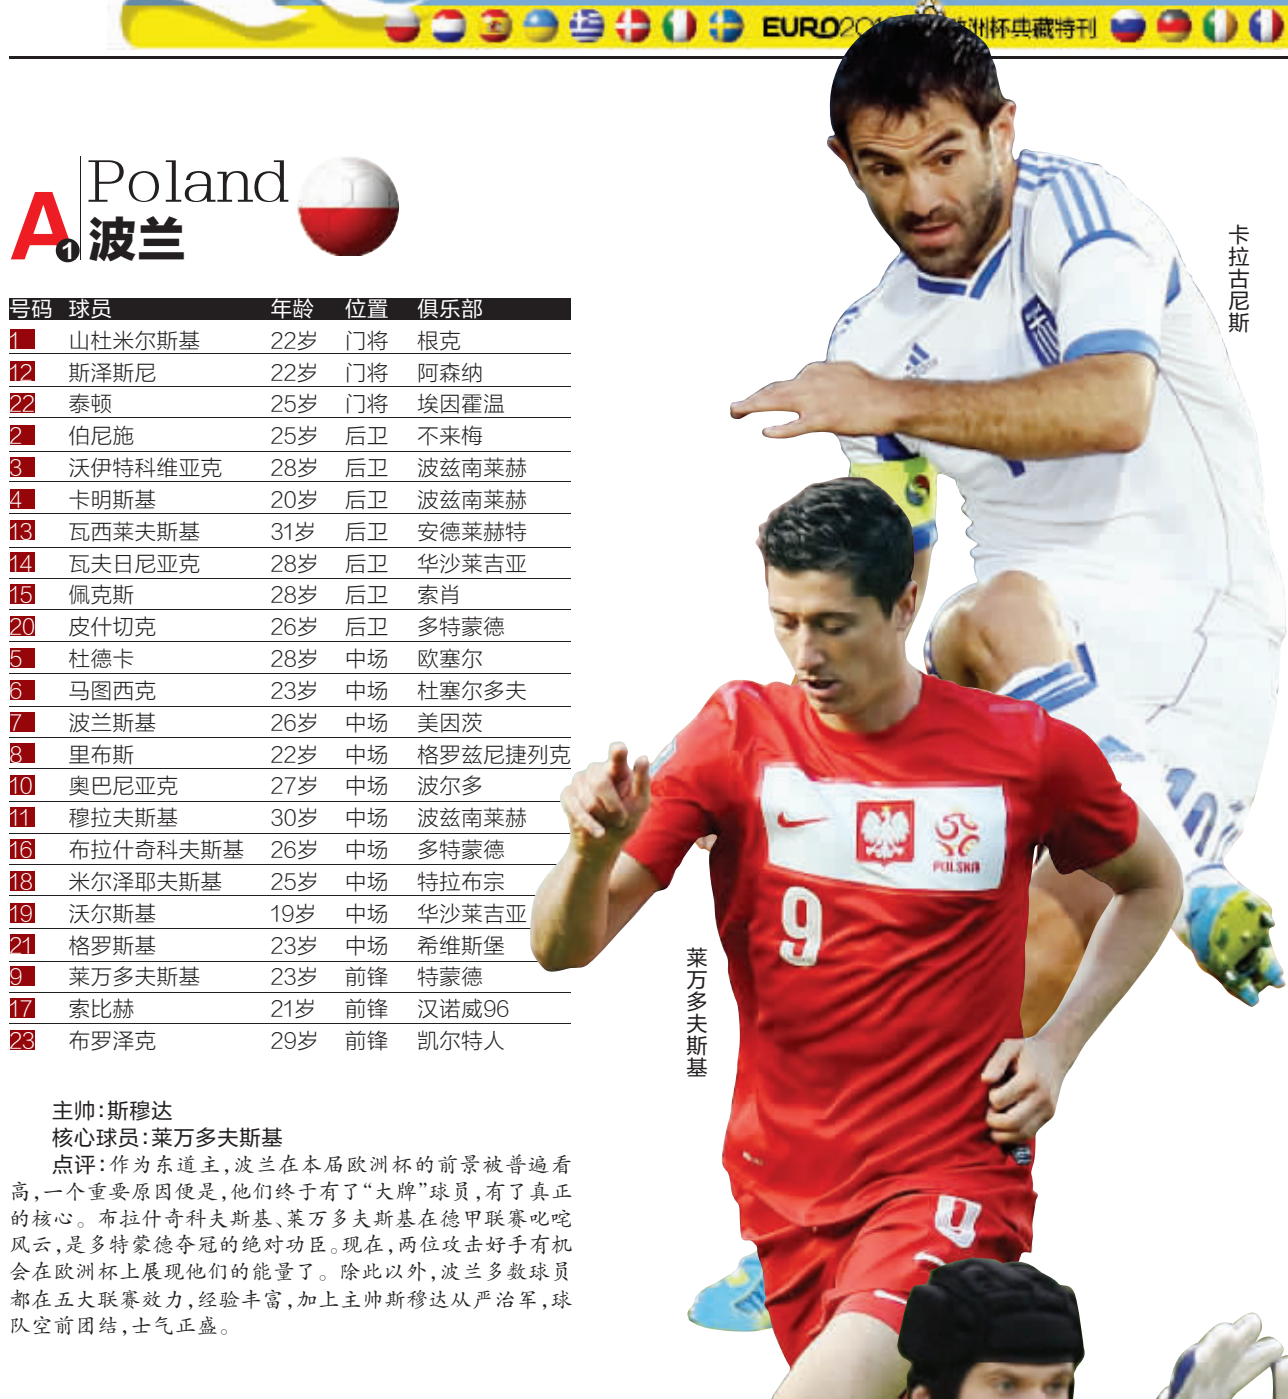 EURO2012欧洲杯典藏特刊
A1
Poland
波兰
号码 球员 年龄 位置 俱乐部
1 山杜米尔斯基 22岁 门将 根克
12 斯泽斯尼 22岁 门将 阿森纳
22 泰顿 25岁 门将 埃因霍温
2 伯尼施 25岁 后卫 不来梅
3 沃伊特科维亚克 28岁 后卫 波兹南莱赫
4 卡明斯基 20岁 后卫 波兹南莱赫
13 瓦西莱夫斯基 31岁 后卫 安德莱赫特
14 瓦夫日尼亚克 28岁 后卫 华沙莱吉亚
15 佩克斯 28岁 后卫 索肖
20 皮什切克 26岁 后卫 多特蒙德
5 杜德卡 28岁 中场 欧塞尔
6 马图西克 23岁 中场 杜塞尔多夫
7 波兰斯基 26岁 中场 美因茨
8 里布斯 22岁 中场 格罗兹尼捷列克
10 奥巴尼亚克 27岁 中场 波尔多
11 穆拉夫斯基 30岁 中场 波兹南莱赫
16 布拉什奇科夫斯基 26岁 中场 多特蒙德
18 米尔泽耶夫斯基 25岁 中场 特拉布宗
19 沃尔斯基 19岁 中场 华沙莱吉亚
21 格罗斯基 23岁 中场 希维斯堡
9 莱万多夫斯基 23岁 前锋 特蒙德
17 索比赫 21岁 前锋 汉诺威96
23 布罗泽克 29岁 前锋 凯尔特人
主帅：斯穆达
核心球员：莱万多夫斯基
点评：作为东道主，波兰在本届欧洲杯的前景被普遍看
高，一个重要原因便是，他们终于有了“大牌”球员，有了真正
的核心。布拉什奇科夫斯基、莱万多夫斯基在德甲联赛叱咤
风云，是多特蒙德夺冠的绝对功臣。现在，两位攻击好手有机
会在欧洲杯上展现他们的能量了。除此以外，波兰多数球员
都在五大联赛效力，经验丰富，加上主帅斯穆达从严治军，球
队空前团结，士气正盛。
卡拉古尼斯
adidas
POLSKA
9
莱万多夫斯基
10